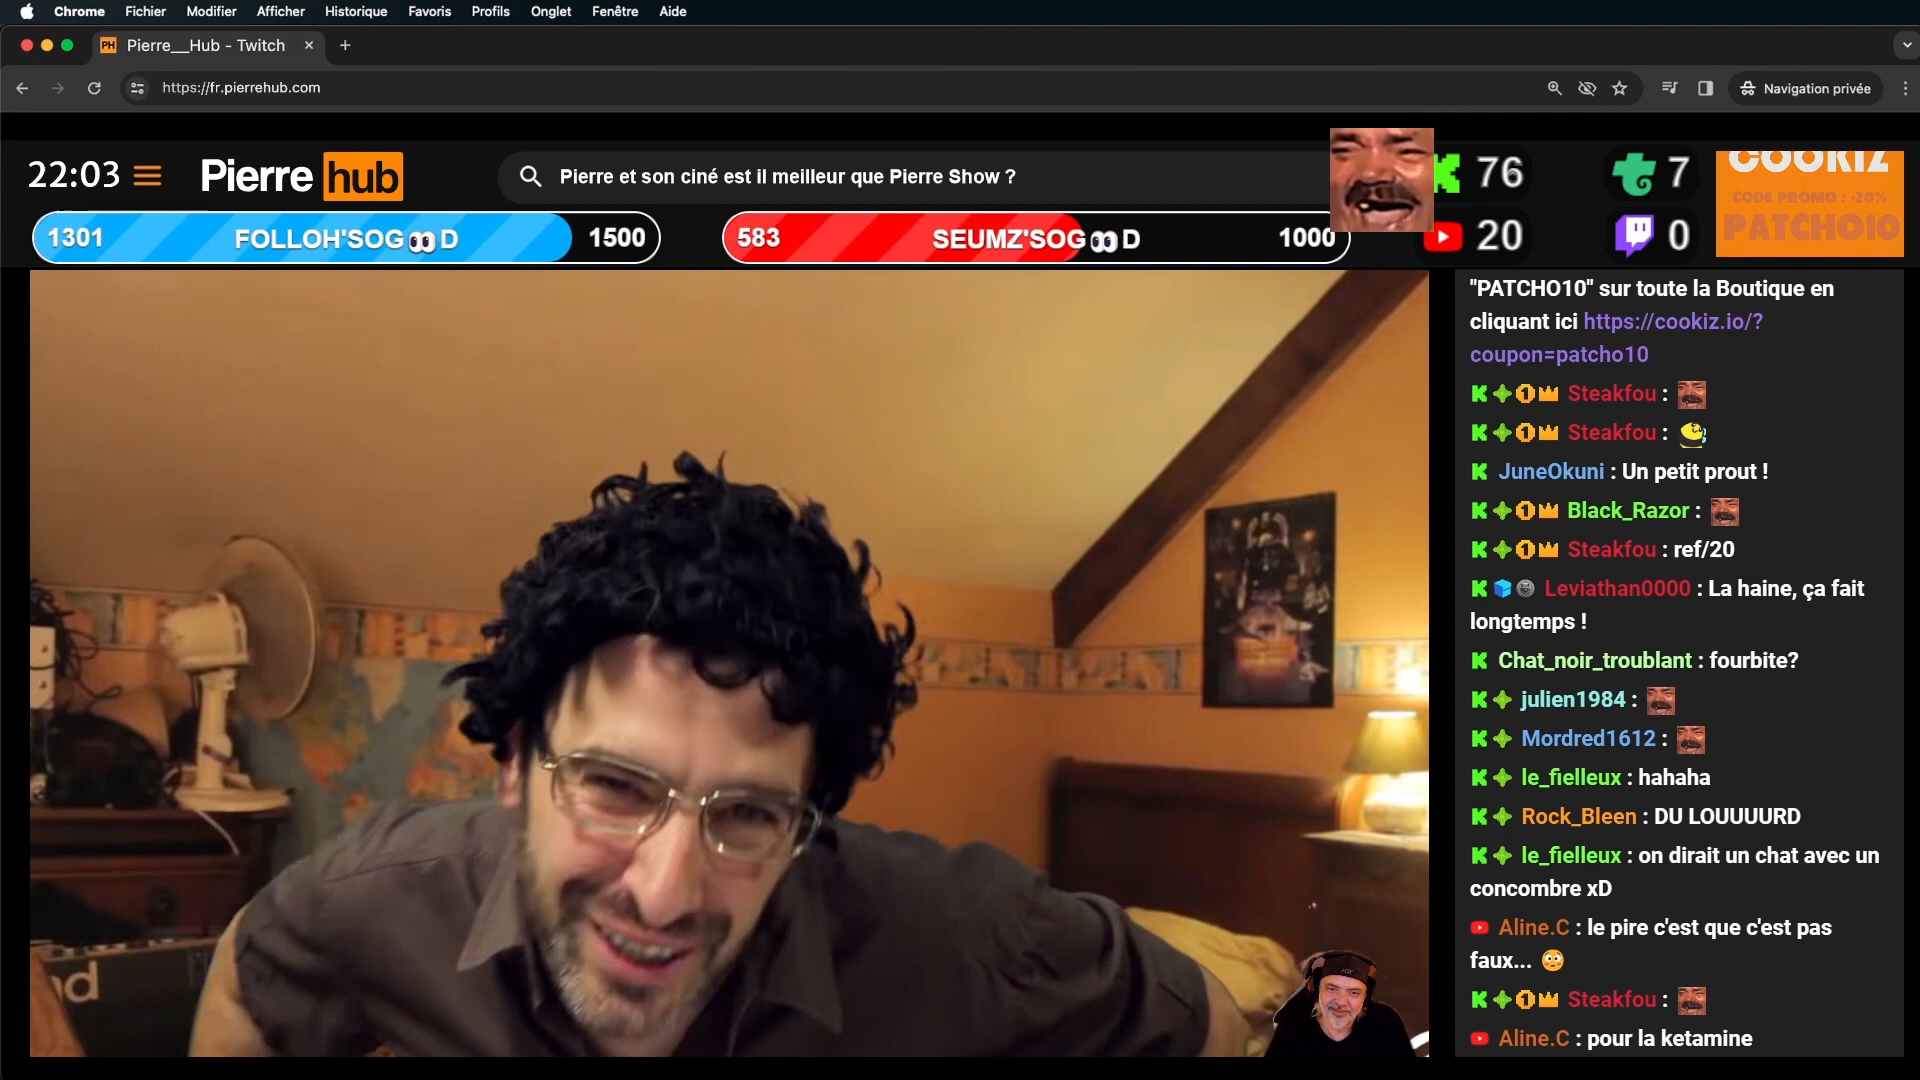 Chrome Fichier Modifier Afficher Historique Favoris Profils Onglet Fenêtre Aide
PH Pierre__Hub - Twitch
https://fr.pierrehub.com
Navigation privée
22:03
Pierre hub
Pierre et son ciné est il meilleur que Pierre Show ?
76
7
COOKIZ
CODE PROMO : -20%
PATCHO10
1301 FOLLOH'SOG👀D 1500
583 SEUMZ'SOG👀D 1000
20
0
"PATCHO10" sur toute la Boutique en
cliquant ici https://cookiz.io/?
coupon=patcho10
Steakfou :
Steakfou :
JuneOkuni : Un petit prout !
Black_Razor :
Steakfou : ref/20
Leviathan0000 : La haine, ça fait
longtemps !
Chat_noir_troublant : fourbite?
julien1984 :
Mordred1612 :
le_fielleux : hahaha
Rock_Bleen : DU LOUUUURD
le_fielleux : on dirait un chat avec un
concombre xD
Aline.C : le pire c'est que c'est pas
faux... 😳
Steakfou :
Aline.C : pour la ketamine